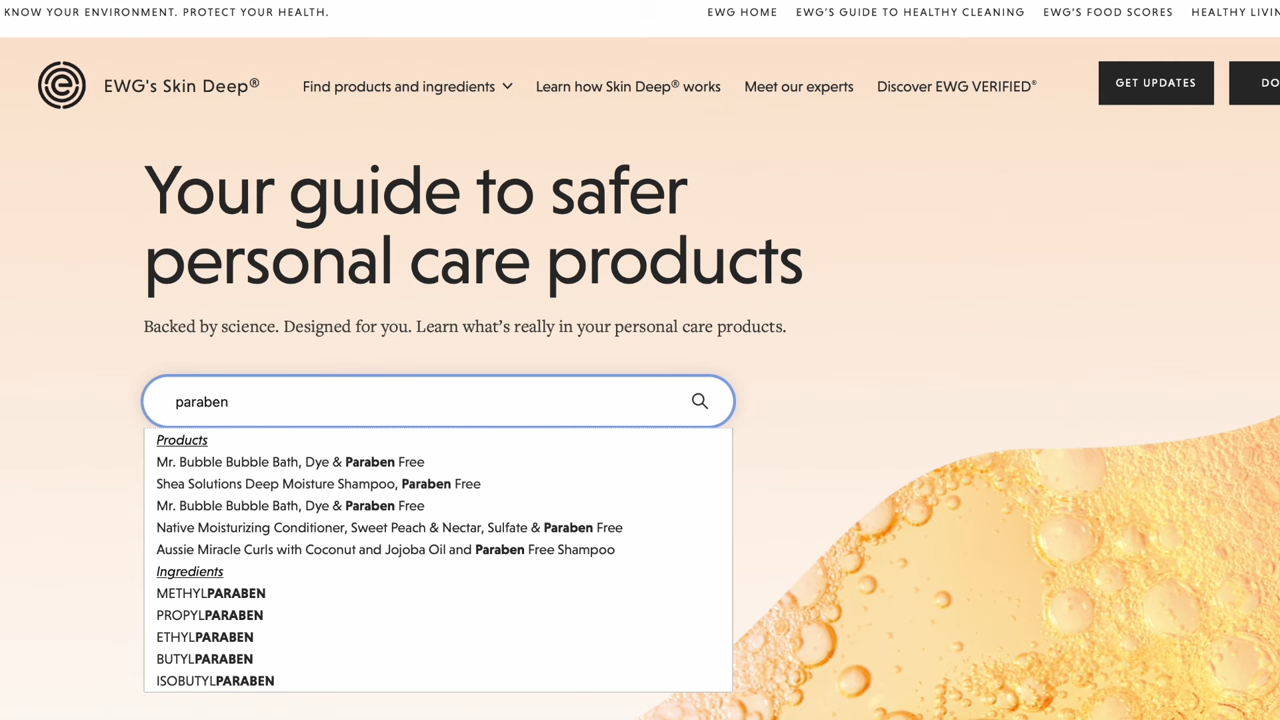 KNOW YOUR ENVIRONMENT. PROTECT YOUR HEALTH.
EWG HOME EWG'S GUIDE TO HEALTHY CLEANING EWG'S FOOD SCORES HEALTHY
EWG's Skin Deep®
Find products and ingredients Learn how Skin Deep® works Meet our experts Discover EWG VERIFIED®
GET UPDATES
Your guide to safer
personal care products
Backed by science. Designed for you. Learn what's really in your personal care products.
paraben
Products
Mr. Bubble Bubble Bath, Dye & Paraben Free
Shea Solutions Deep Moisture Shampoo, Paraben Free
Mr. Bubble Bubble Bath, Dye & Paraben Free
Native Moisturizing Conditioner, Sweet Peach & Nectar, Sulfate & Paraben Free
Aussie Miracle Curls with Coconut and Jojoba Oil and Paraben Free Shampoo
Ingredients
METHYLPARABEN
PROPYLPARABEN
ETHYLPARABEN
BUTYLPARABEN
ISOBUTYLPARABEN